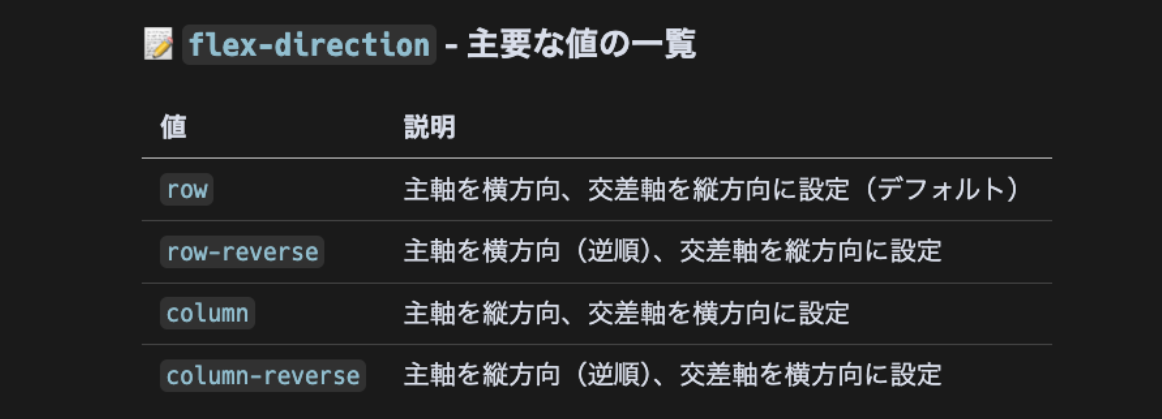 📝 flex-direction - 主要な値の一覧
値 説明
row 主軸を横方向、交差軸を縦方向に設定（デフォルト）
row-reverse 主軸を横方向（逆順）、交差軸を縦方向に設定
column 主軸を縦方向、交差軸を横方向に設定
column-reverse 主軸を縦方向（逆順）、交差軸を横方向に設定